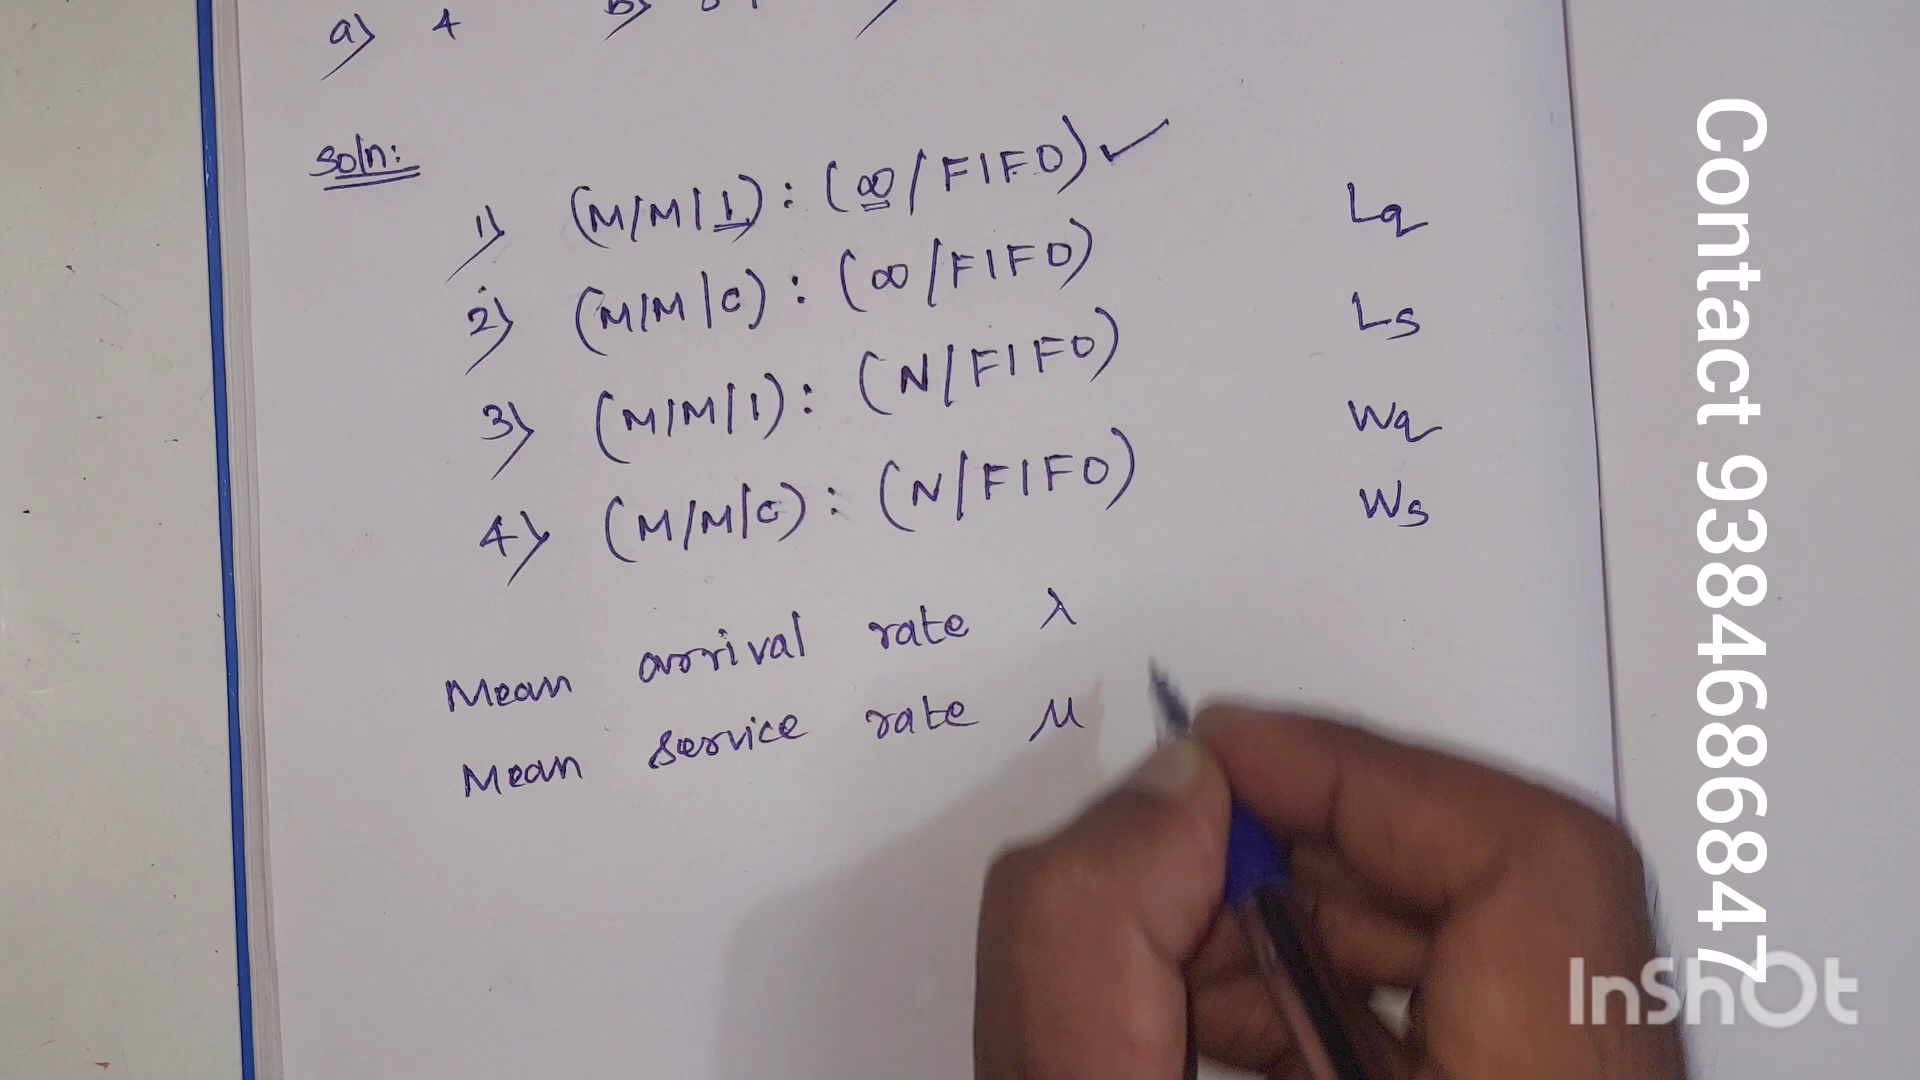 a) 4 b)
Soln:
1) (M/M/1) : (∞/FIFO) ✓
2) (M/M/C) : (∞/FIFO)
3) (M/M/1) : (N/FIFO)
4) (M/M/C) : (N/FIFO)
Lq
Ls
Wq
Ws
Mean arrival rate λ
Mean service rate μ
Contact 9384686847
InShOt